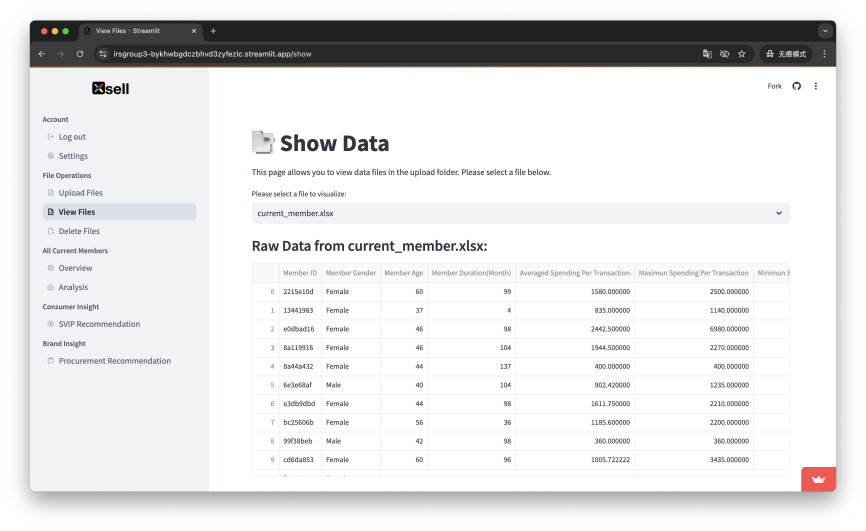 View Files · Streamlit
irsgroup3-bykhwbgdczbhvd3zyfezlc.streamlit.app/show
无痕模式
Xsell
Fork
Account
Log out
Settings
File Operations
Upload Files
View Files
Delete Files
All Current Members
Overview
Analysis
Consumer Insight
SVIP Recommendation
Brand Insight
Procurement Recommendation
Show Data
This page allows you to view data files in the upload folder. Please select a file below.
Please select a file to visualize:
current_member.xlsx
Raw Data from current_member.xlsx:
Member ID Member Gender Member Age Member Duration(Month) Averaged Spending Per Transaction Maximun Spending Per Transaction Minimun S
0 2215e10d Female 60 99 1580.000000 2500.000000
1 13441983 Female 37 4 835.000000 1140.000000
2 e0dbad16 Female 46 98 2442.500000 6980.000000
3 8a119916 Female 46 104 1944.500000 2270.000000
4 8a44a432 Female 44 137 400.000000 400.000000
5 6e3e68af Male 40 104 902.420000 1235.000000
6 e3db9dbd Female 44 98 1611.750000 2210.000000
7 bc25606b Female 56 36 1185.600000 2200.000000
8 99f38beb Male 42 98 360.000000 360.000000
9 cd6da853 Female 60 96 1005.722222 3435.000000